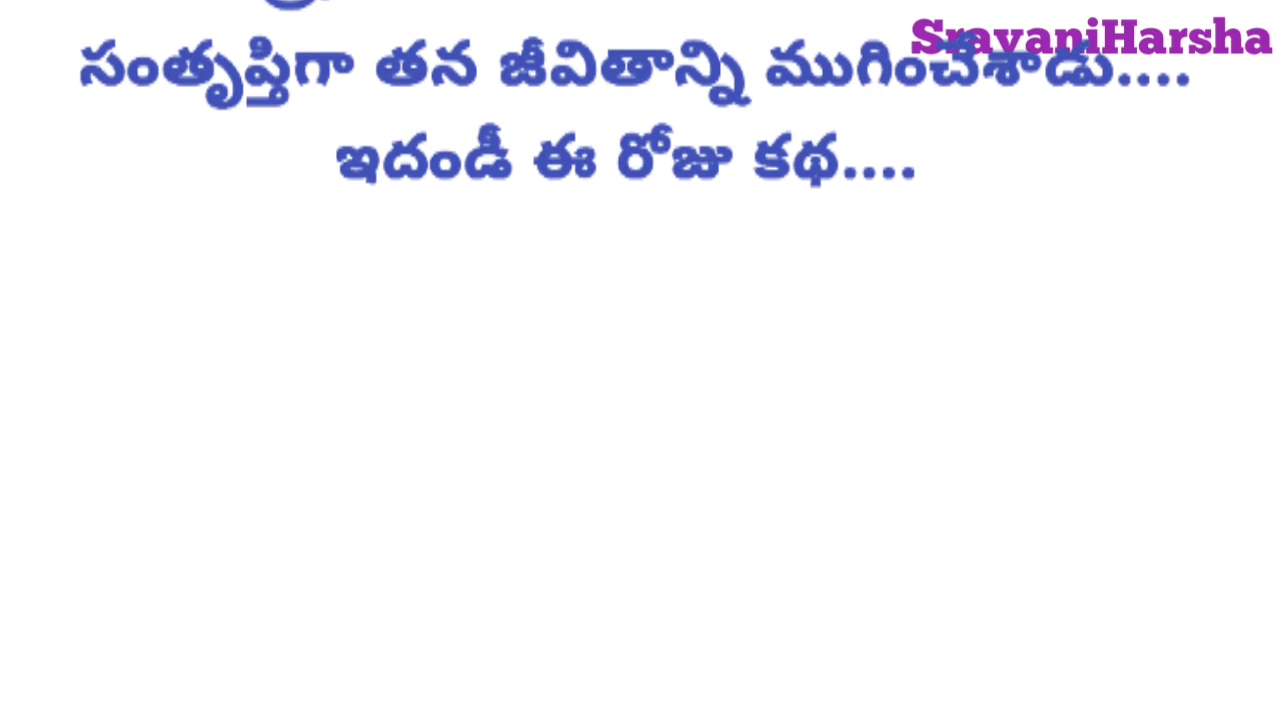 SravaniHarsha
సంతృప్తిగా తన జీవితాన్ని ముగించేశాడు....
ఇదండీ ఈ రోజు కథ....